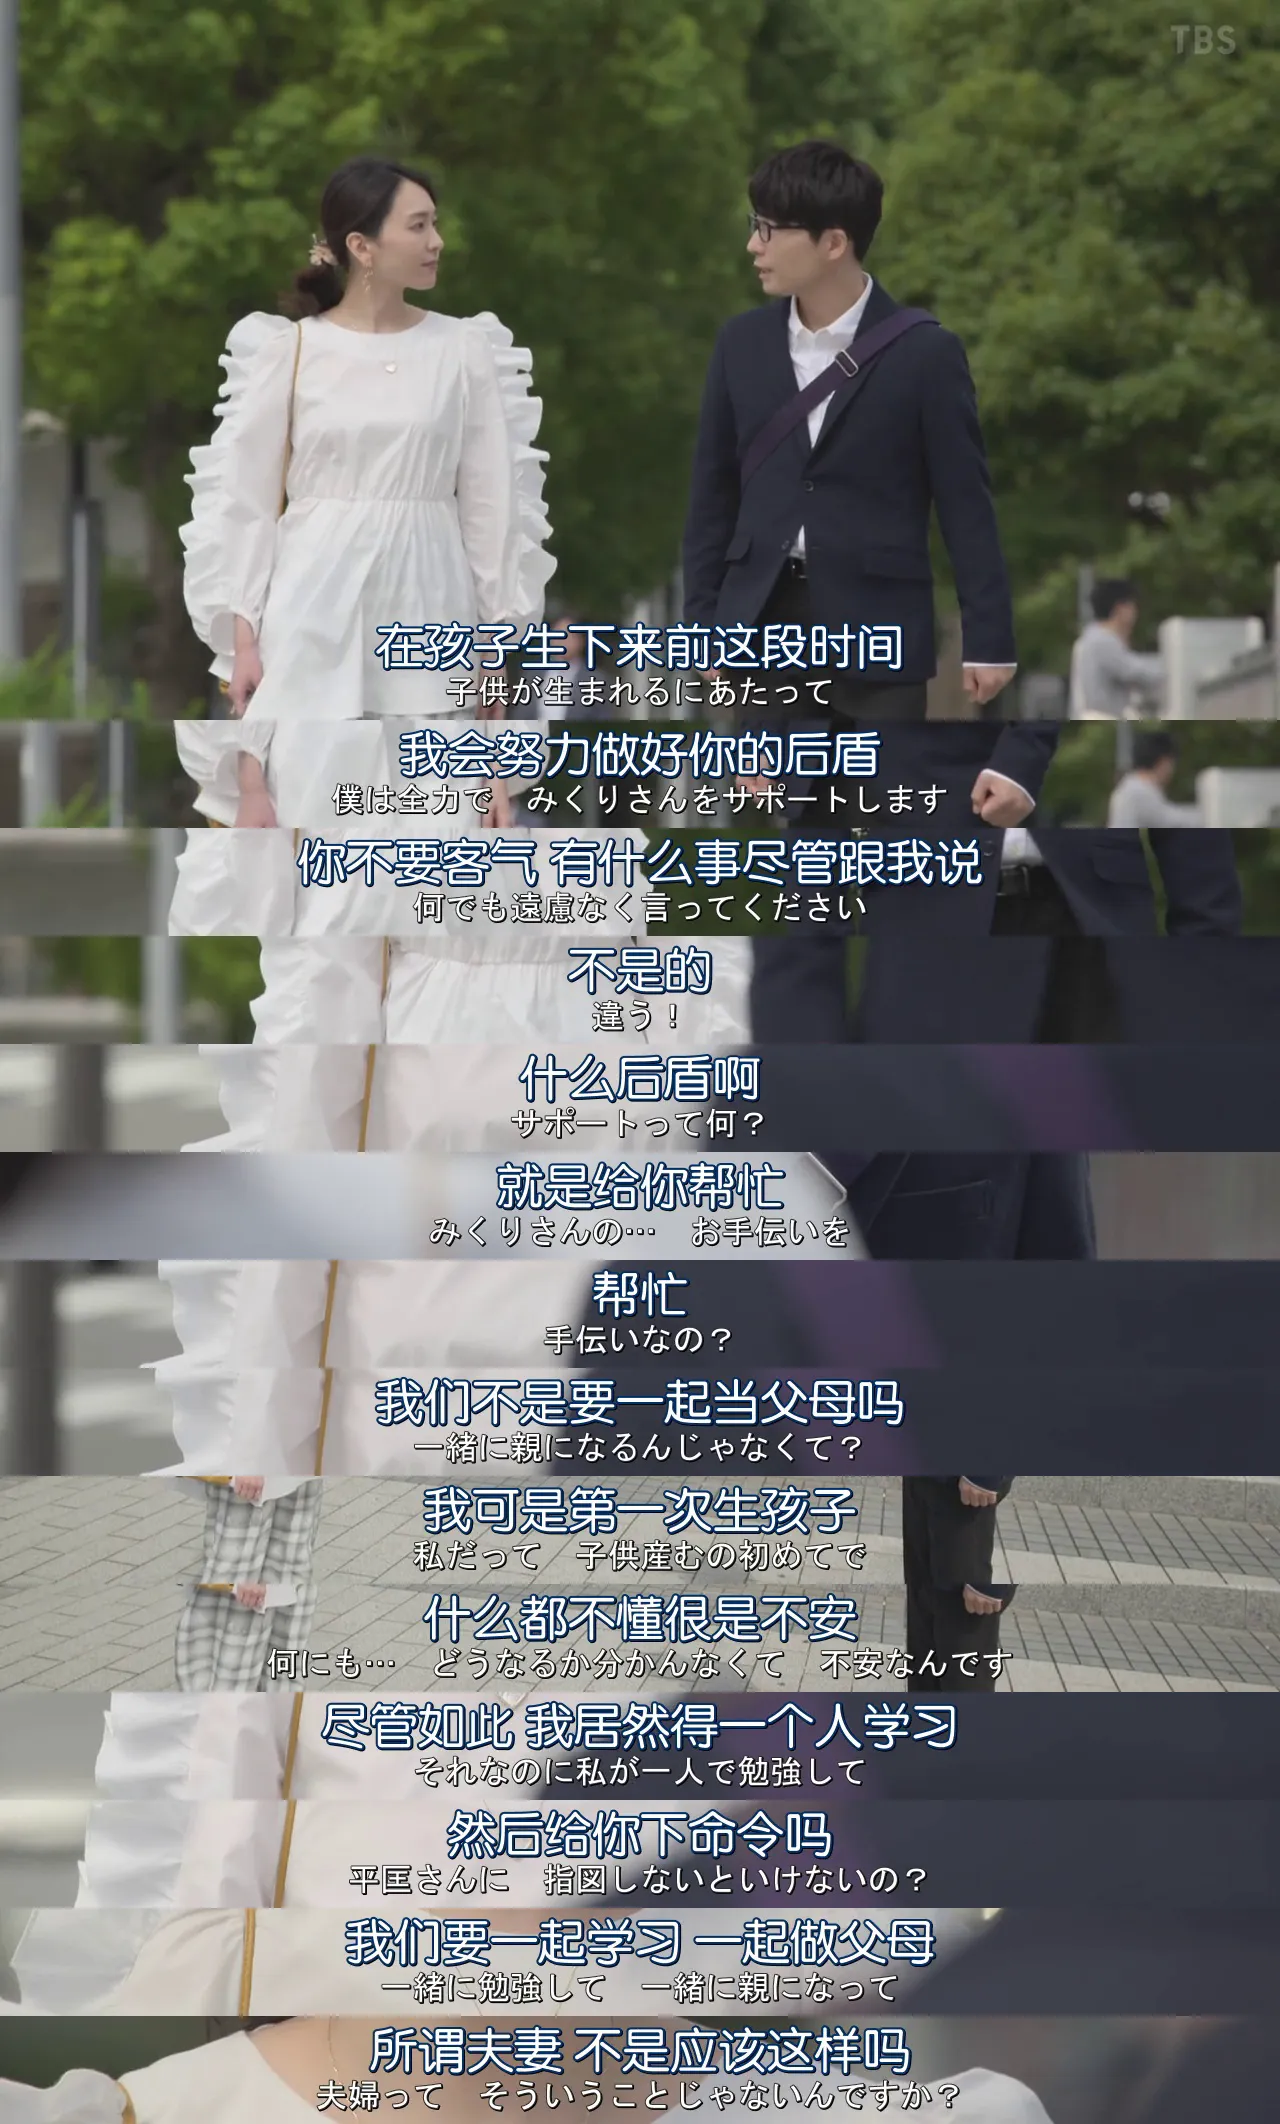 TBS
在孩子生下来前这段时间
子供が生まれるにあたって
我会努力做好你的后盾
僕は全力で　みくりさんをサポートします
你不要客气 有什么事尽管跟我说
何でも遠慮なく言ってください
不是的
違う！
什么后盾啊
サポートって何？
就是给你帮忙
みくりさんの…　お手伝いを
帮忙
手伝いなの？
我们不是要一起当父母吗
一緒に親になるんじゃなくて？
我可是第一次生孩子
私だって　子供産むの初めてで
什么都不懂很是不安
何にも…　どうなるか分かんなくて　不安なんです
尽管如此 我居然得一个人学习
それなのに私が一人で勉強して
然后给你下命令吗
平匡さんに　指図しないといけないの？
我们要一起学习 一起做父母
一緒に勉強して　一緒に親になって
所谓夫妻 不是应该这样吗
夫婦って　そういうことじゃないんですか？